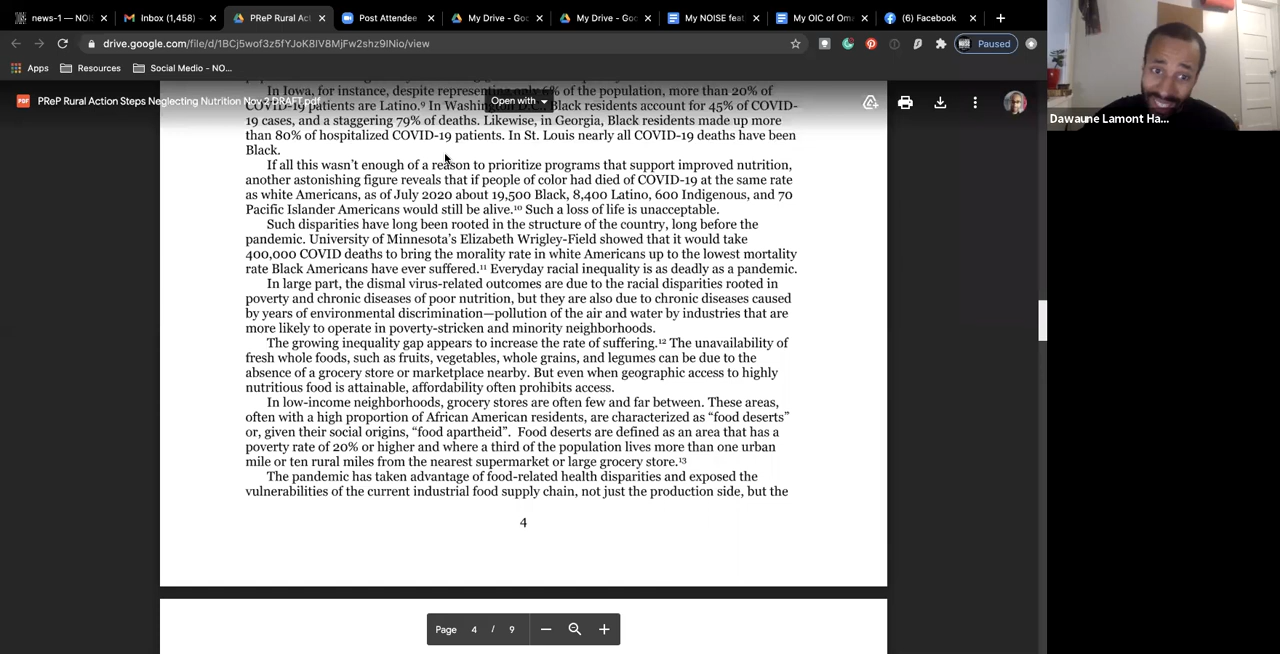 news-1 — NOIS
Inbox (1,458) -
PReP Rural Act
Post Attendee
My Drive - Goo
My Drive - Goo
My NOISE feat
My OIC of Oma
(6) Facebook
drive.google.com/file/d/1BCj5wof3z5fYJoK8IV8MjFw2shz9INio/view
Paused
Apps
Resources
Social Medio - NO...
PReP Rural Action Steps Neglecting Nutrition Nov 2 DRAFT.pdf
Open with
In Iowa, for instance, despite representing only 6% of the population, more than 20% of
COVID-19 patients are Latino.⁹ In Washington D.C., Black residents account for 45% of COVID-
19 cases, and a staggering 79% of deaths. Likewise, in Georgia, Black residents made up more
than 80% of hospitalized COVID-19 patients. In St. Louis nearly all COVID-19 deaths have been
Black.
If all this wasn't enough of a reason to prioritize programs that support improved nutrition,
another astonishing figure reveals that if people of color had died of COVID-19 at the same rate
as white Americans, as of July 2020 about 19,500 Black, 8,400 Latino, 600 Indigenous, and 70
Pacific Islander Americans would still be alive.¹⁰ Such a loss of life is unacceptable.
Such disparities have long been rooted in the structure of the country, long before the
pandemic. University of Minnesota's Elizabeth Wrigley-Field showed that it would take
400,000 COVID deaths to bring the morality rate in white Americans up to the lowest mortality
rate Black Americans have ever suffered.¹¹ Everyday racial inequality is as deadly as a pandemic.
In large part, the dismal virus-related outcomes are due to the racial disparities rooted in
poverty and chronic diseases of poor nutrition, but they are also due to chronic diseases caused
by years of environmental discrimination—pollution of the air and water by industries that are
more likely to operate in poverty-stricken and minority neighborhoods.
The growing inequality gap appears to increase the rate of suffering.¹² The unavailability of
fresh whole foods, such as fruits, vegetables, whole grains, and legumes can be due to the
absence of a grocery store or marketplace nearby. But even when geographic access to highly
nutritious food is attainable, affordability often prohibits access.
In low-income neighborhoods, grocery stores are often few and far between. These areas,
often with a high proportion of African American residents, are characterized as “food deserts”
or, given their social origins, “food apartheid”.  Food deserts are defined as an area that has a
poverty rate of 20% or higher and where a third of the population lives more than one urban
mile or ten rural miles from the nearest supermarket or large grocery store.¹³
The pandemic has taken advantage of food-related health disparities and exposed the
vulnerabilities of the current industrial food supply chain, not just the production side, but the
4
Page 4 / 9
Dawaune Lamont Ha...